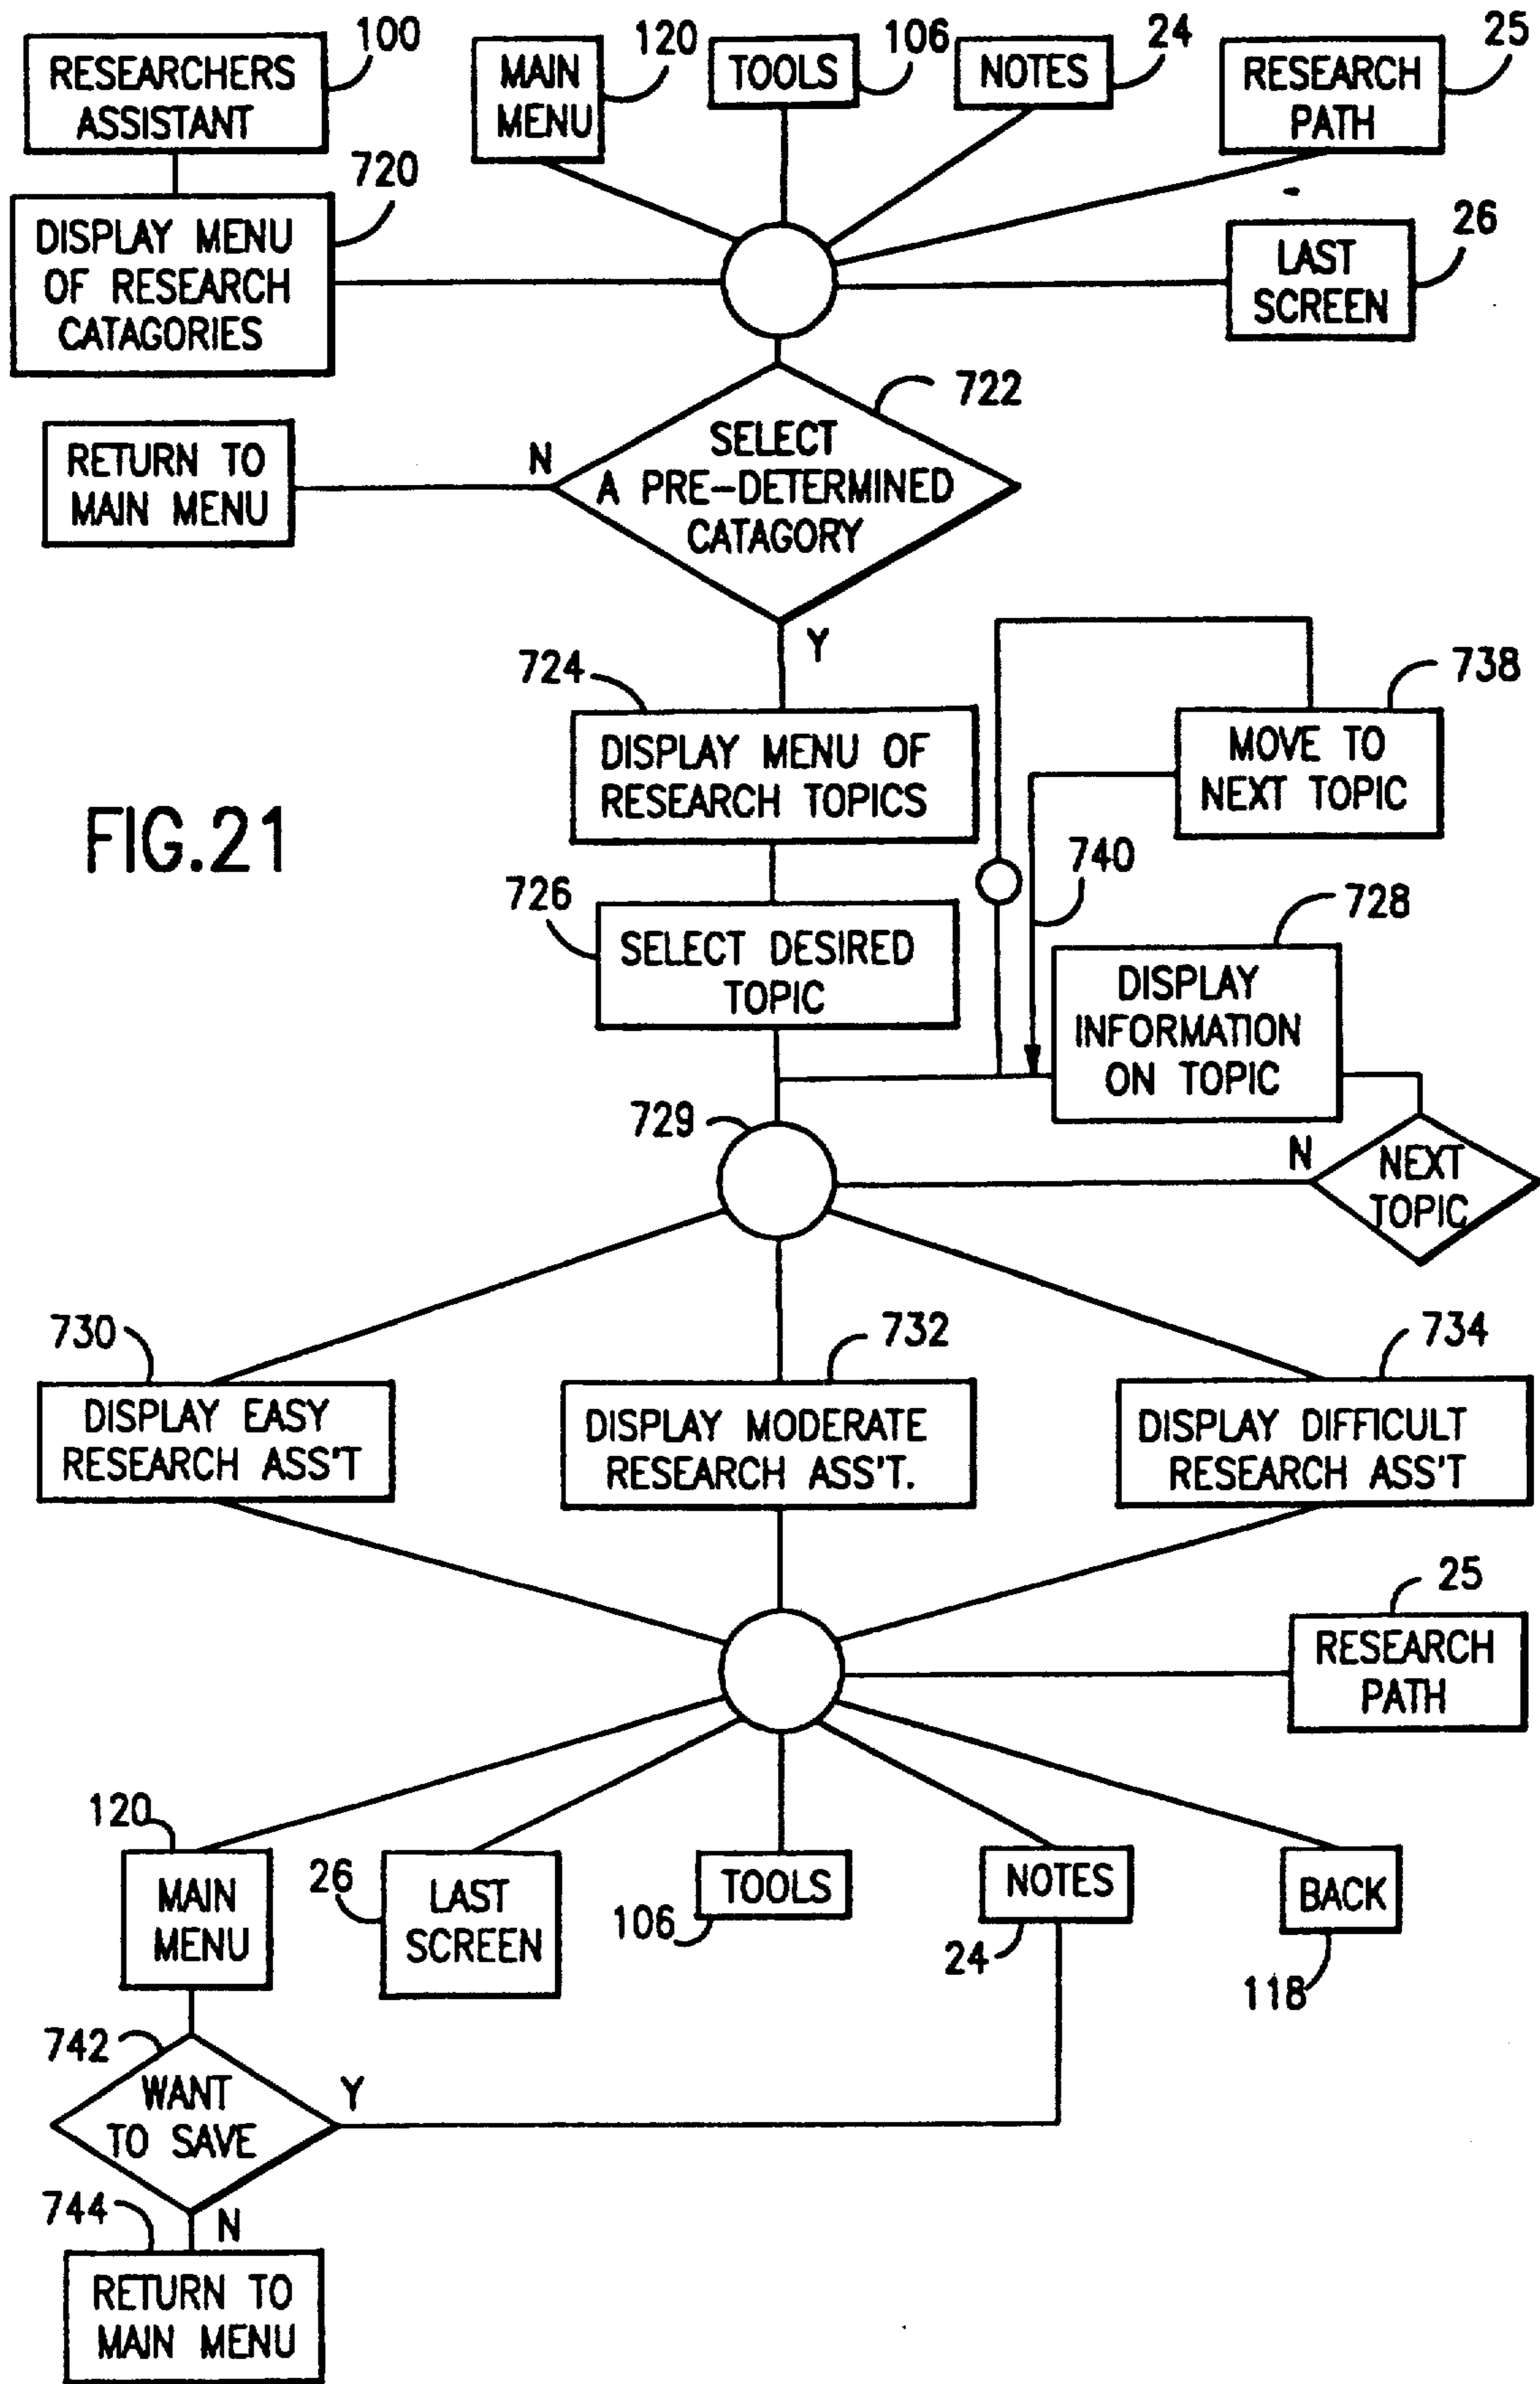 100
RESEARCHERS
ASSISTANT
120
MAIN
MENU
106
TOOLS
24
NOTES
25
RESEARCH
PATH
720
DISPLAY MENU
OF RESEARCH
CATAGORIES
26
LAST
SCREEN
722
SELECT
A PRE-DETERMINED
CATAGORY
N
RETURN TO
MAIN MENU
Y
724
DISPLAY MENU OF
RESEARCH TOPICS
738
MOVE TO
NEXT TOPIC
FIG.21
740
726
SELECT DESIRED
TOPIC
728
DISPLAY
INFORMATION
ON TOPIC
729
N
NEXT
TOPIC
730
DISPLAY EASY
RESEARCH ASS'T
732
DISPLAY MODERATE
RESEARCH ASS'T.
734
DISPLAY DIFFICULT
RESEARCH ASS'T
25
RESEARCH
PATH
120
MAIN
MENU
26
LAST
SCREEN
TOOLS
106
NOTES
24
BACK
118
742
WANT
TO SAVE
Y
744
N
RETURN TO
MAIN MENU